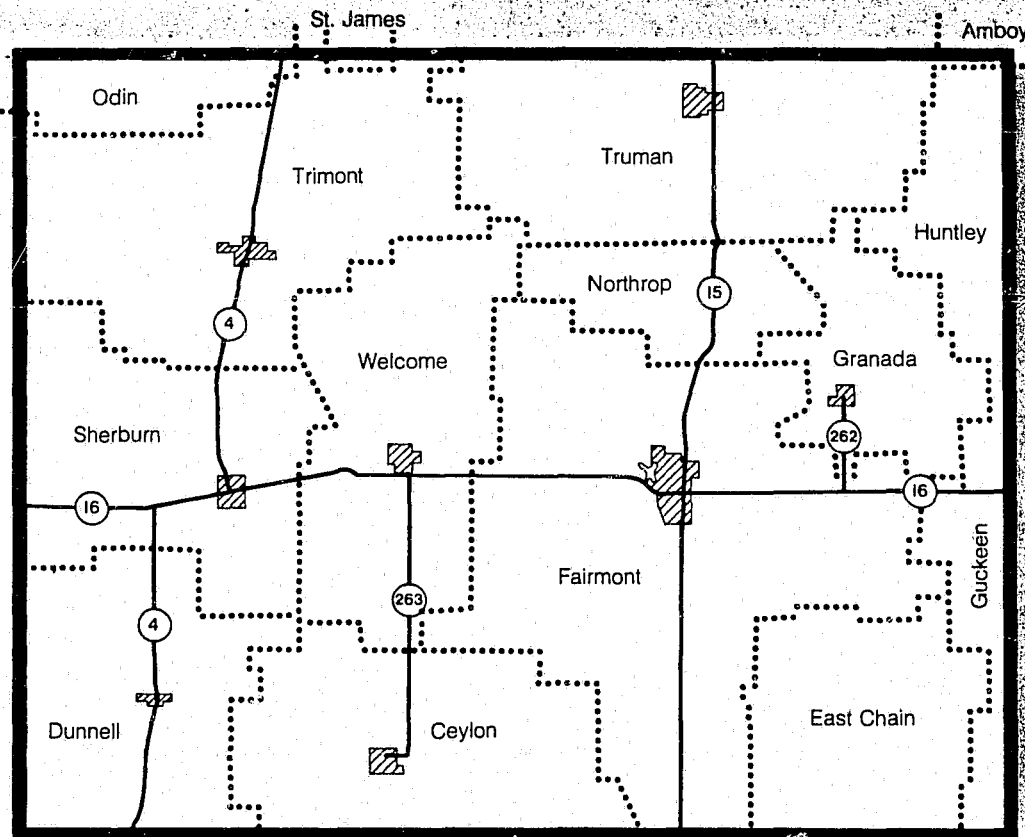 St. James
Amboy
Odin
Trimont
Truman
Huntley
Northrop
15
4
Welcome
Granada
Sherburn
262
16
16
Fairmont
Guckeen
263
4
Dunnell
Ceylon
East Chain